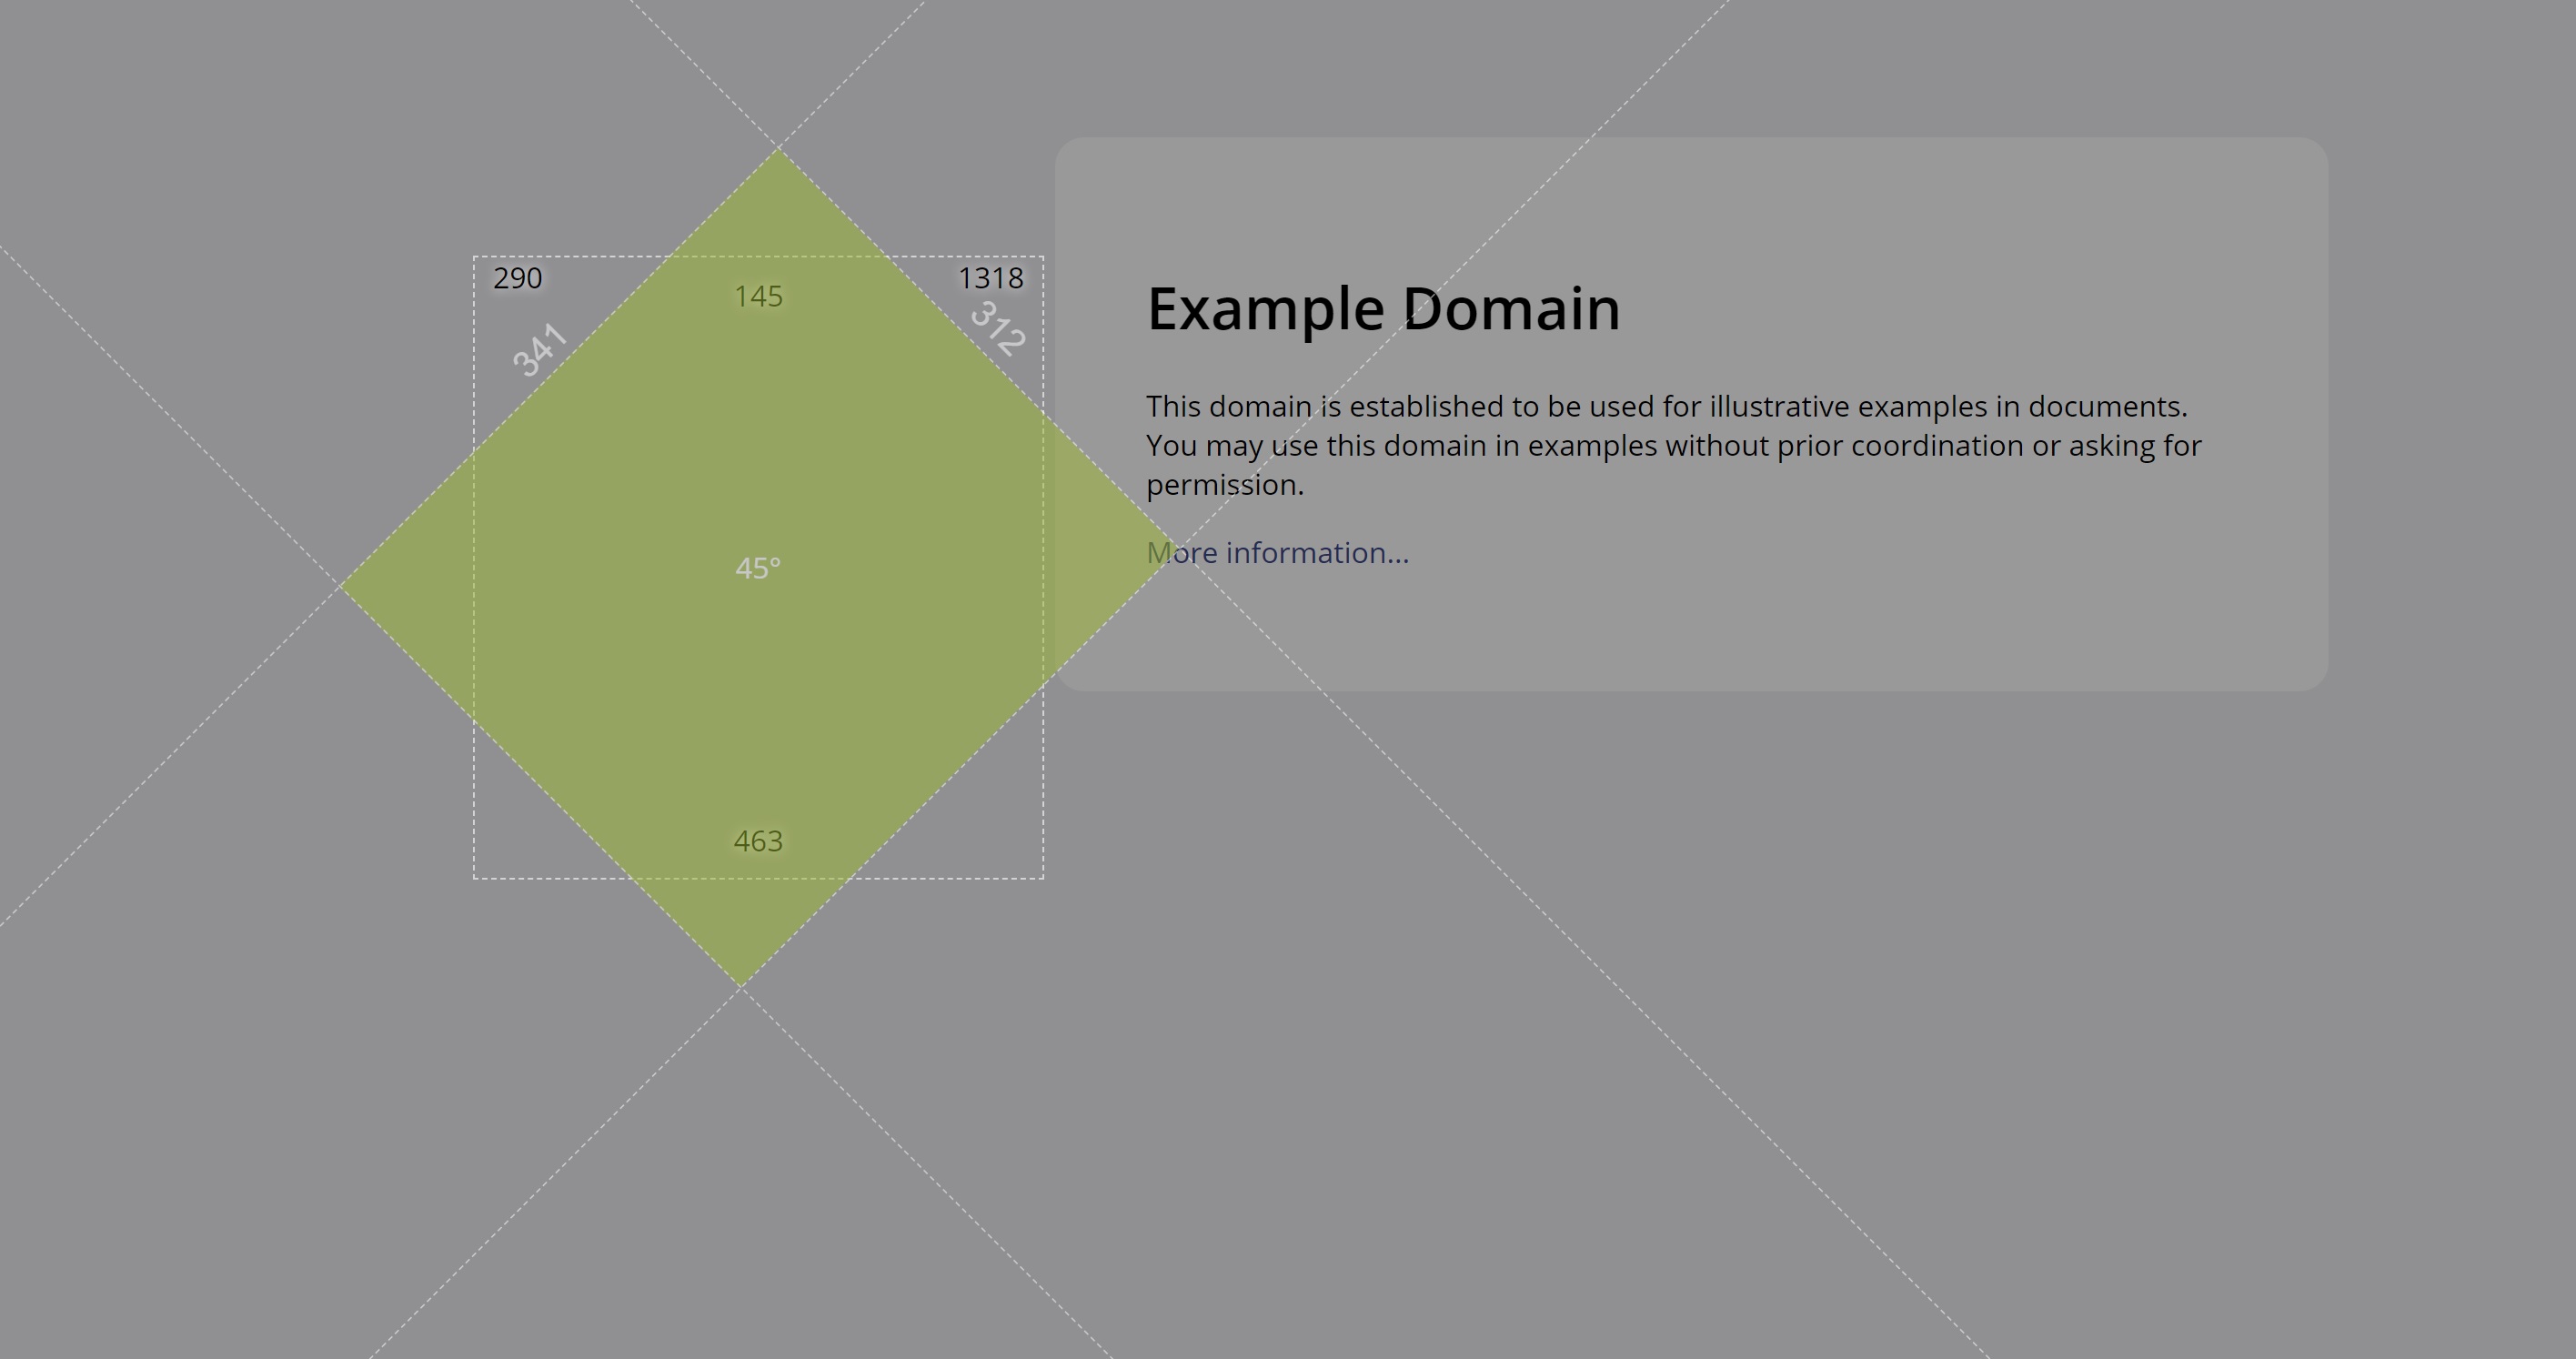 290
145
1318
341
312
Example Domain
This domain is established to be used for illustrative examples in documents.
You may use this domain in examples without prior coordination or asking for
permission.
45°
More information...
463